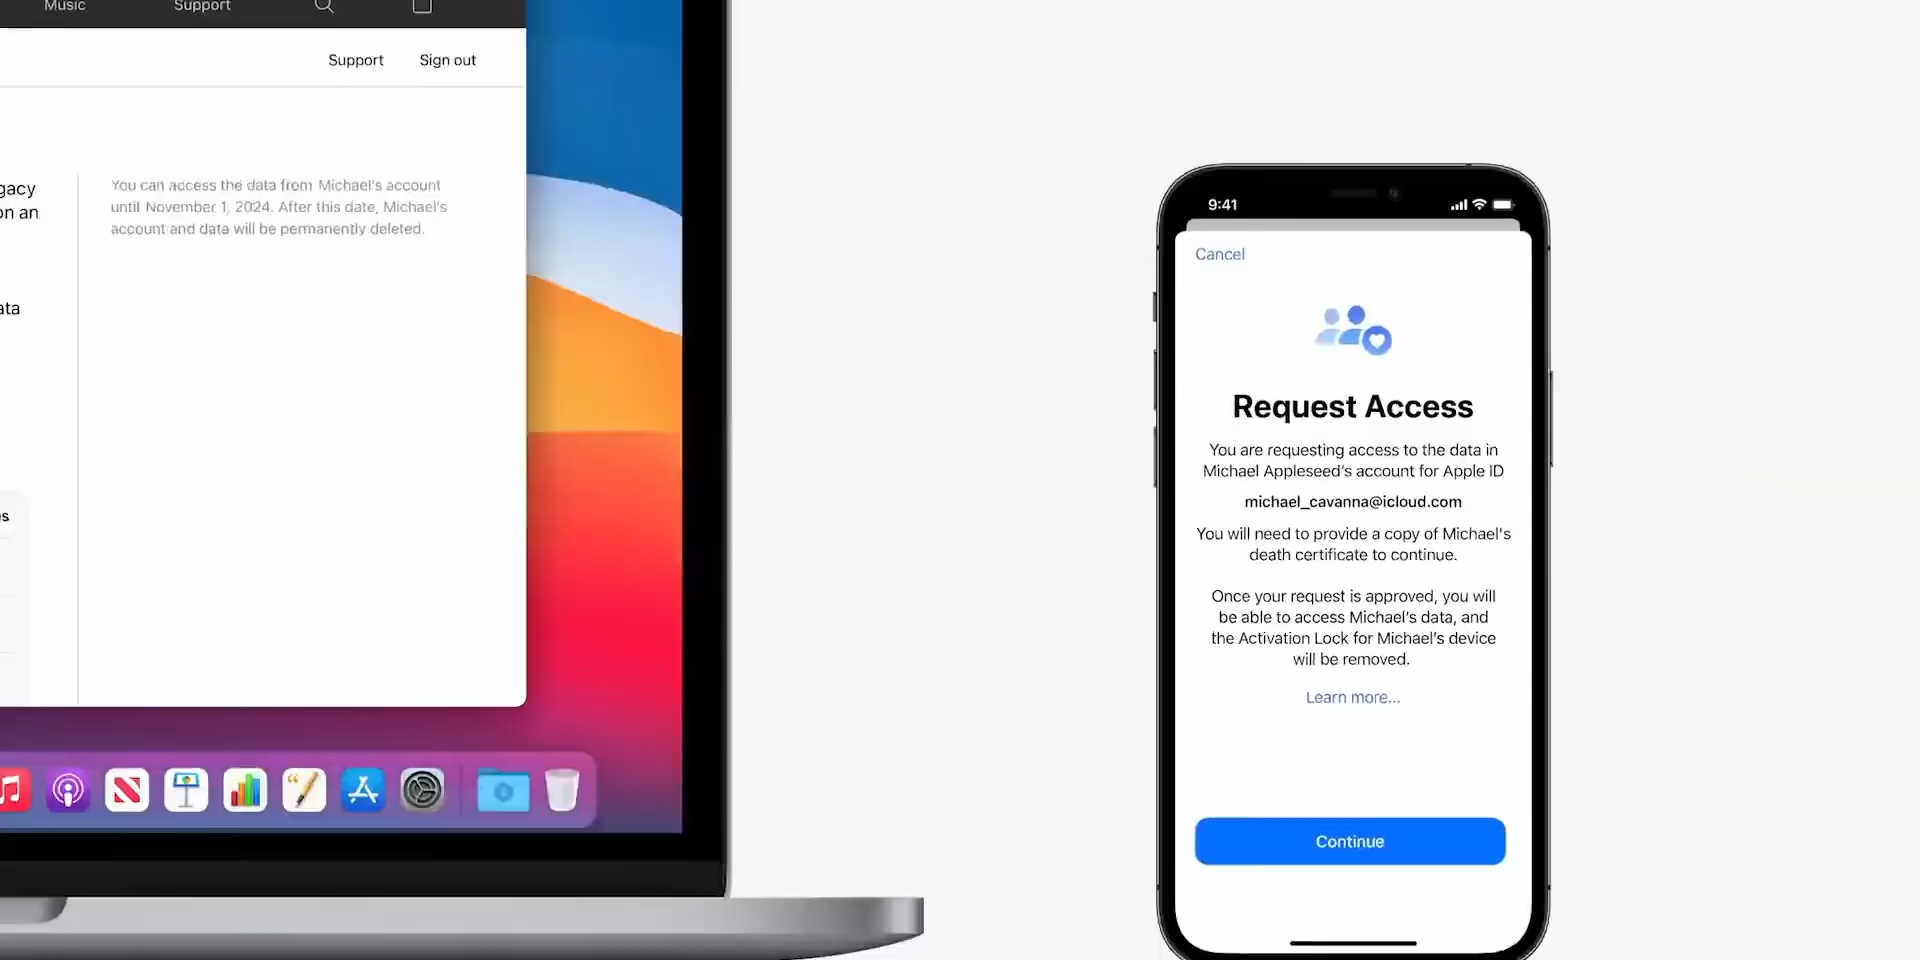 Music Support
Support Sign out
gacy
on an
ata
s
You can access the data from Michael's account
until November 1, 2024. After this date, Michael's
account and data will be permanently deleted.
9:41
Cancel
Request Access
You are requesting access to the data in
Michael Appleseed's account for Apple ID
michael_cavanna@icloud.com
You will need to provide a copy of Michael's
death certificate to continue.
Once your request is approved, you will
be able to access Michael's data, and
the Activation Lock for Michael's device
will be removed.
Learn more...
Continue